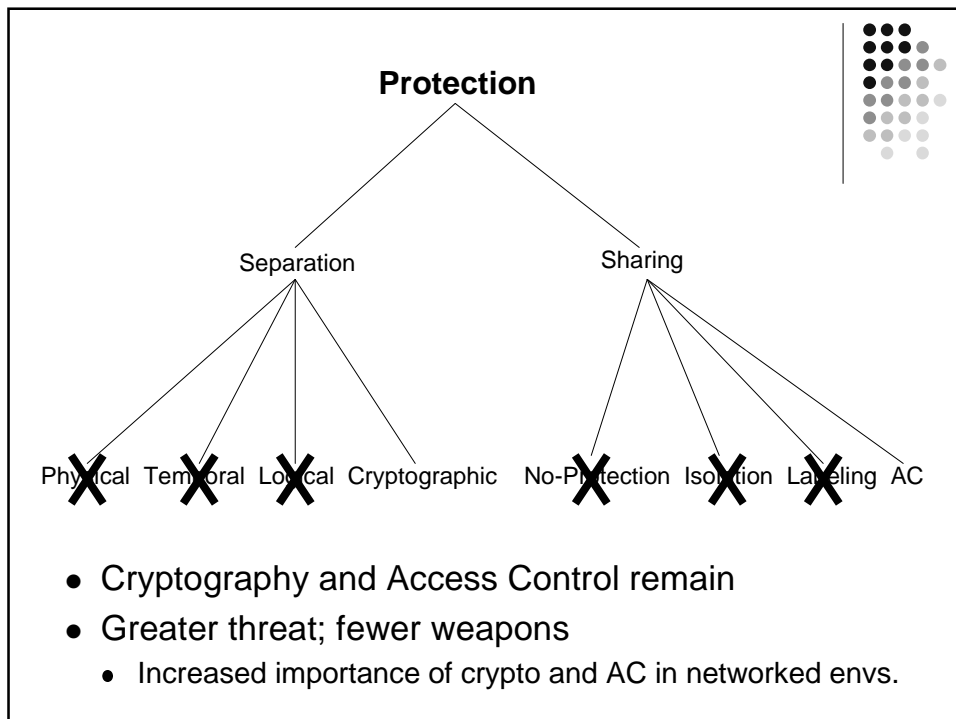 Protection
Separation Sharing
Physical Temporal Logical Cryptographic No-Protection Isolation Labeling AC
● Cryptography and Access Control remain
● Greater threat; fewer weapons
● Increased importance of crypto and AC in networked envs.